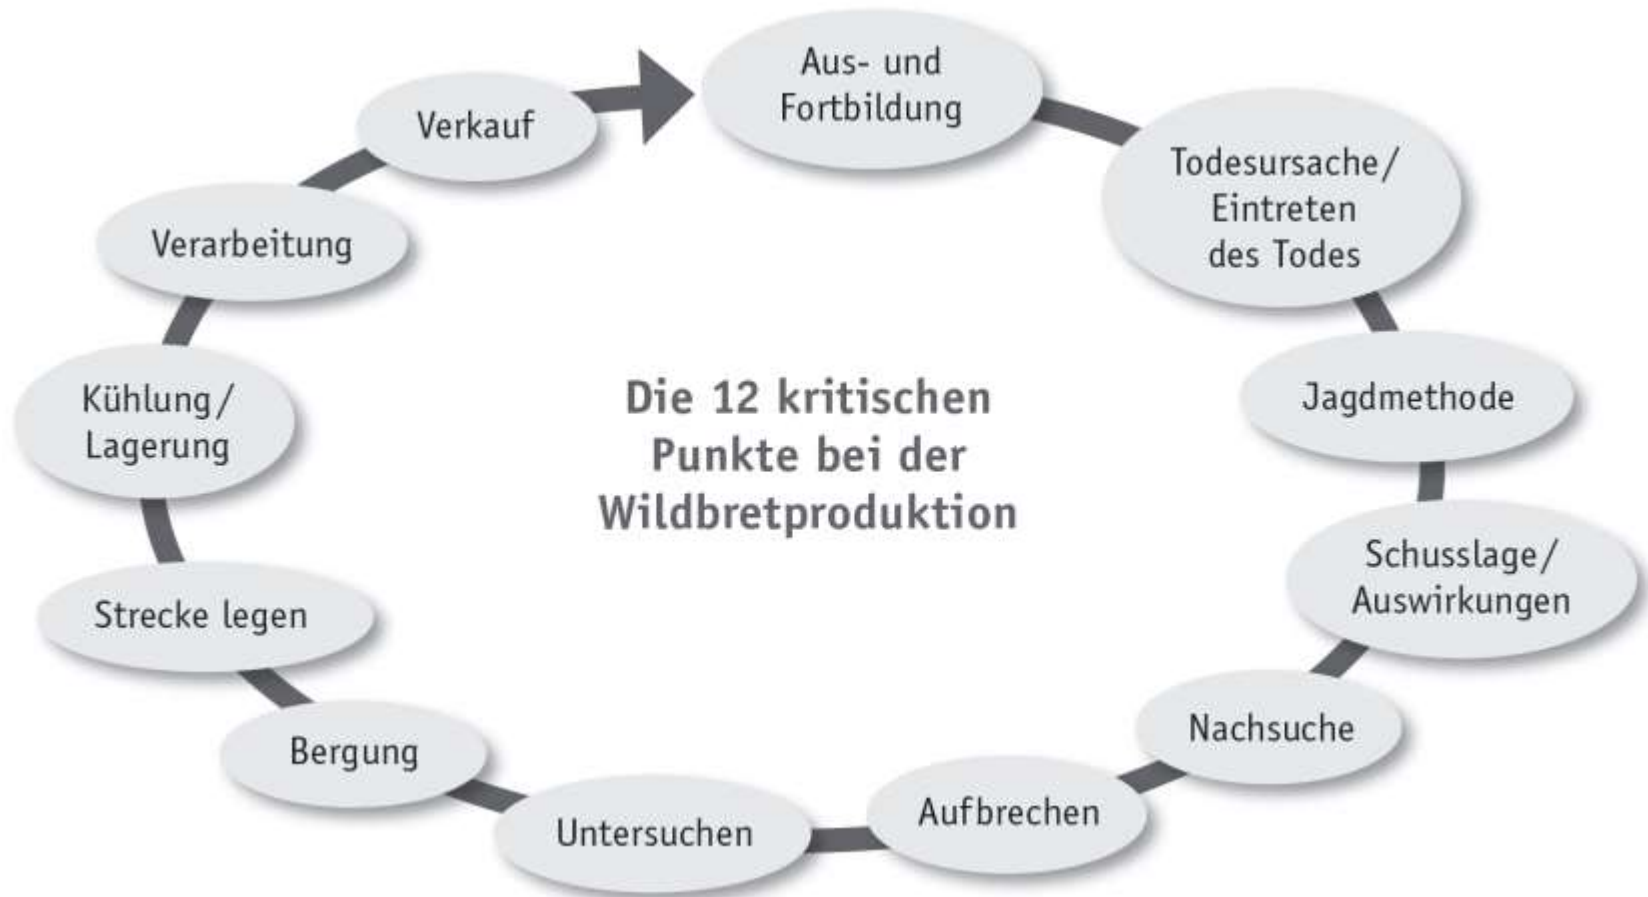 Aus- und
Fortbildung
Todesursache/
Eintreten
des Todes
Jagdmethode
Schusslage/
Auswirkungen
Nachsuche
Aufbrechen
Untersuchen
Bergung
Strecke legen
Kühlung/
Lagerung
Verarbeitung
Verkauf
Die 12 kritischen
Punkte bei der
Wildbretproduktion